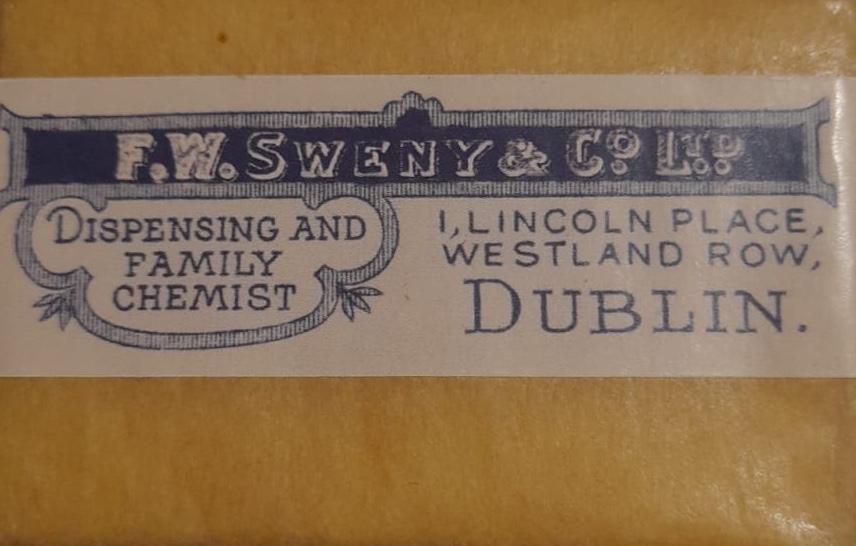 F.W. SWENY & Co LTD
DISPENSING AND
FAMILY
CHEMIST
1, LINCOLN PLACE,
WESTLAND ROW,
DUBLIN.